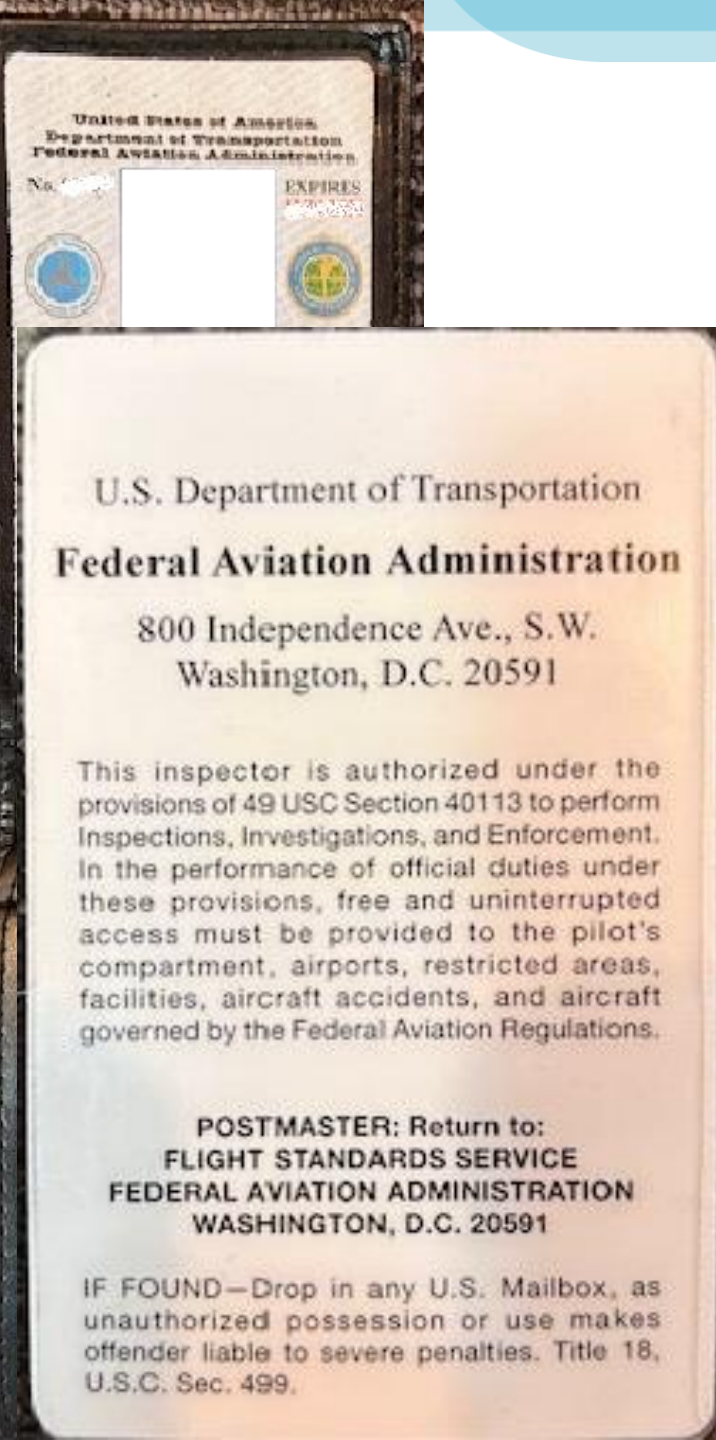 United States of America
Department of Transportation
Federal Aviation Administration
No.
EXPIRES
U.S. Department of Transportation
Federal Aviation Administration
800 Independence Ave., S.W.
Washington, D.C. 20591
This inspector is authorized under the
provisions of 49 USC Section 40113 to perform
Inspections, Investigations, and Enforcement.
In the performance of official duties under
these provisions, free and uninterrupted
access must be provided to the pilot's
compartment, airports, restricted areas,
facilities, aircraft accidents, and aircraft
governed by the Federal Aviation Regulations.
POSTMASTER: Return to:
FLIGHT STANDARDS SERVICE
FEDERAL AVIATION ADMINISTRATION
WASHINGTON, D.C. 20591
IF FOUND—Drop in any U.S. Mailbox, as
unauthorized possession or use makes
offender liable to severe penalties. Title 18,
U.S.C. Sec. 499.